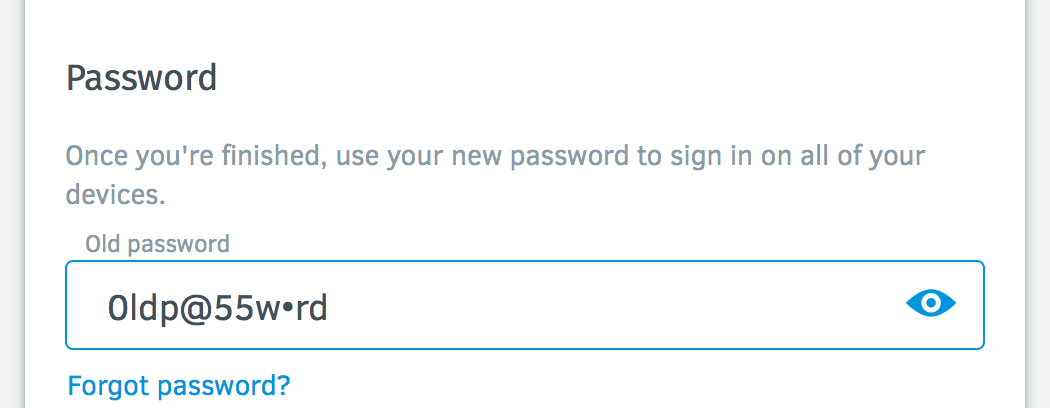 Password
Once you're finished, use your new password to sign in on all of your
devices.
Old password
0ldp@55w•rd
Forgot password?